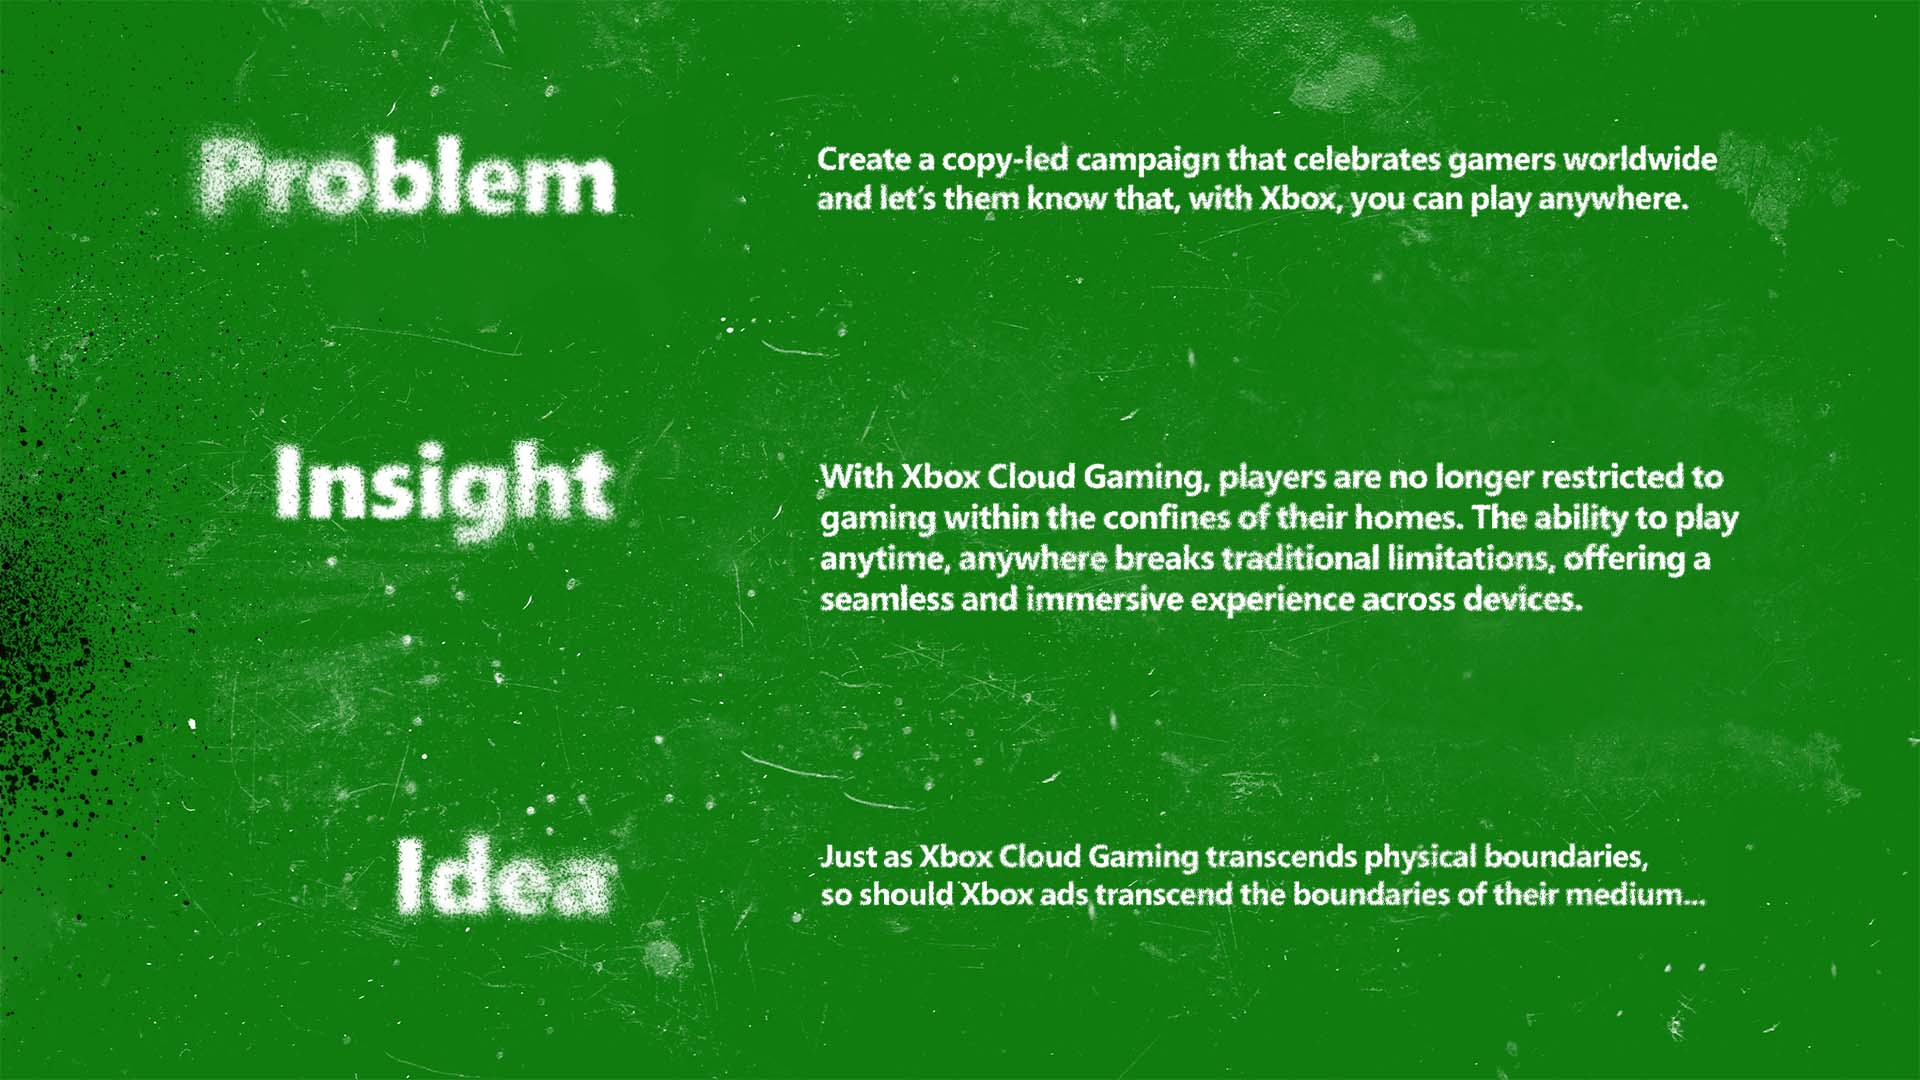 Problem
Create a copy-led campaign that celebrates gamers worldwide
and let's them know that, with Xbox, you can play anywhere.
Insight
With Xbox Cloud Gaming, players are no longer restricted to
gaming within the confines of their homes. The ability to play
anytime, anywhere breaks traditional limitations, offering a
seamless and immersive experience across devices.
Idea
Just as Xbox Cloud Gaming transcends physical boundaries,
so should Xbox ads transcend the boundaries of their medium...